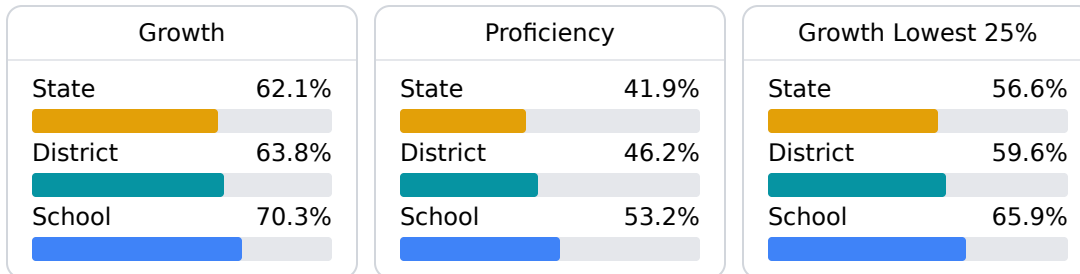 Growth
State 62.1%
District 63.8%
School 70.3%
Proficiency
State 41.9%
District 46.2%
School 53.2%
Growth Lowest 25%
State 56.6%
District 59.6%
School 65.9%